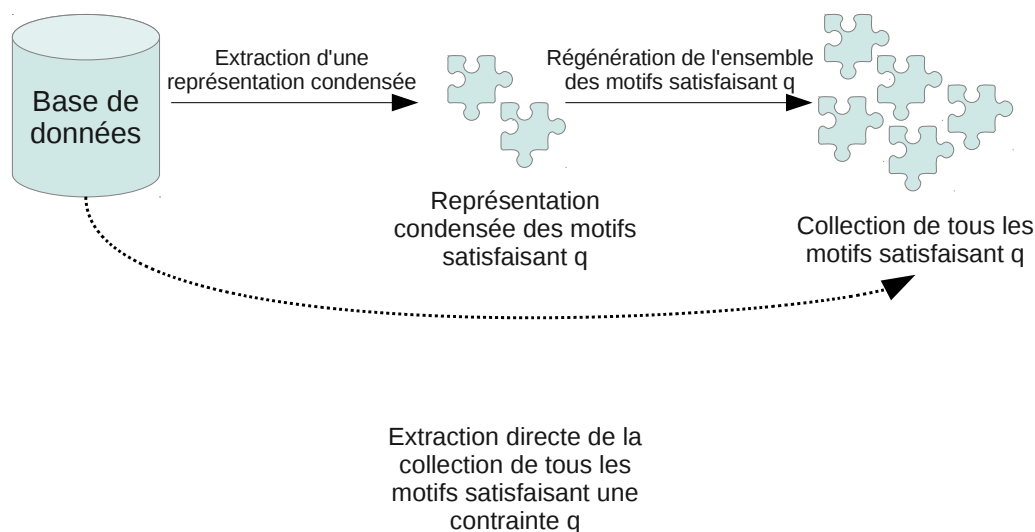 Base de
données
Extraction d'une
représentation condensée
Régénération de l'ensemble
des motifs satisfaisant q
Représentation
condensée des motifs
satisfaisant q
Collection de tous les
motifs satisfaisant q
Extraction directe de la
collection de tous les
motifs satisfaisant une
contrainte q